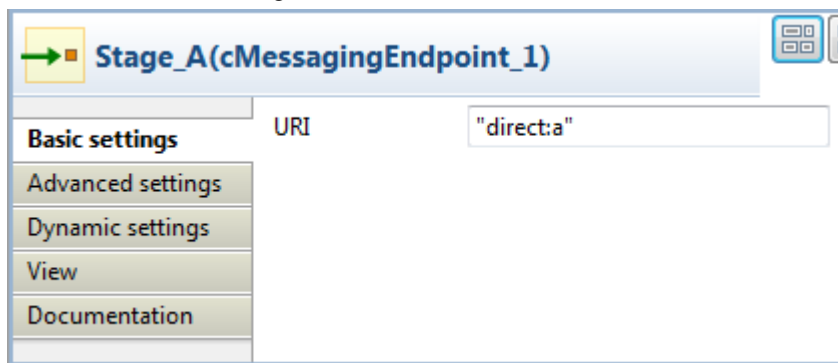 Stage_A(cMessagingEndpoint_1)
Basic settings
URI
"direct:a"
Advanced settings
Dynamic settings
View
Documentation